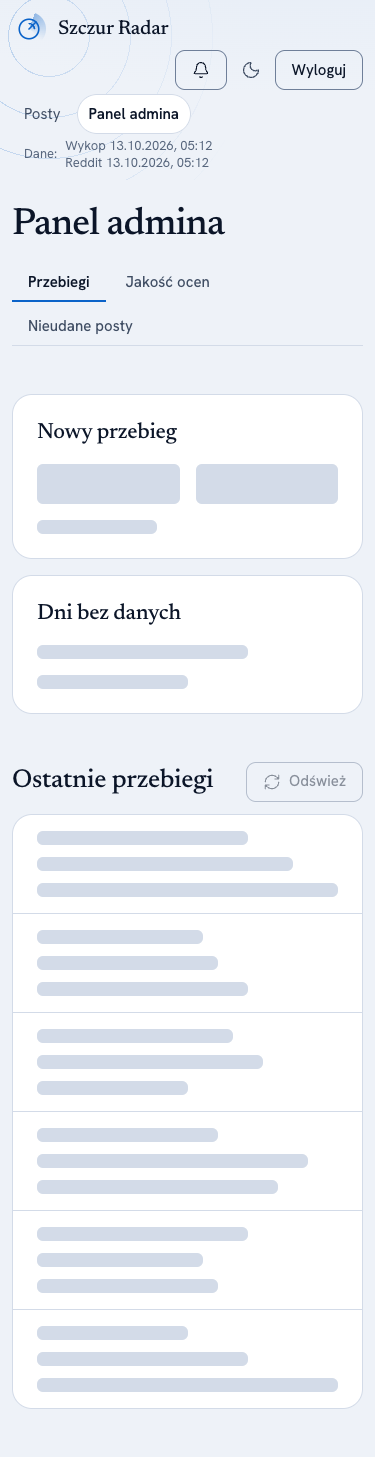 Szczur Radar
Wyloguj
Posty
Panel admina
Dane:
Wykop 13.10.2026, 05:12
Reddit 13.10.2026, 05:12
Panel admina
Przebiegi
Jakość ocen
Nieudane posty
Nowy przebieg
Dni bez danych
Ostatnie przebiegi
Odśwież